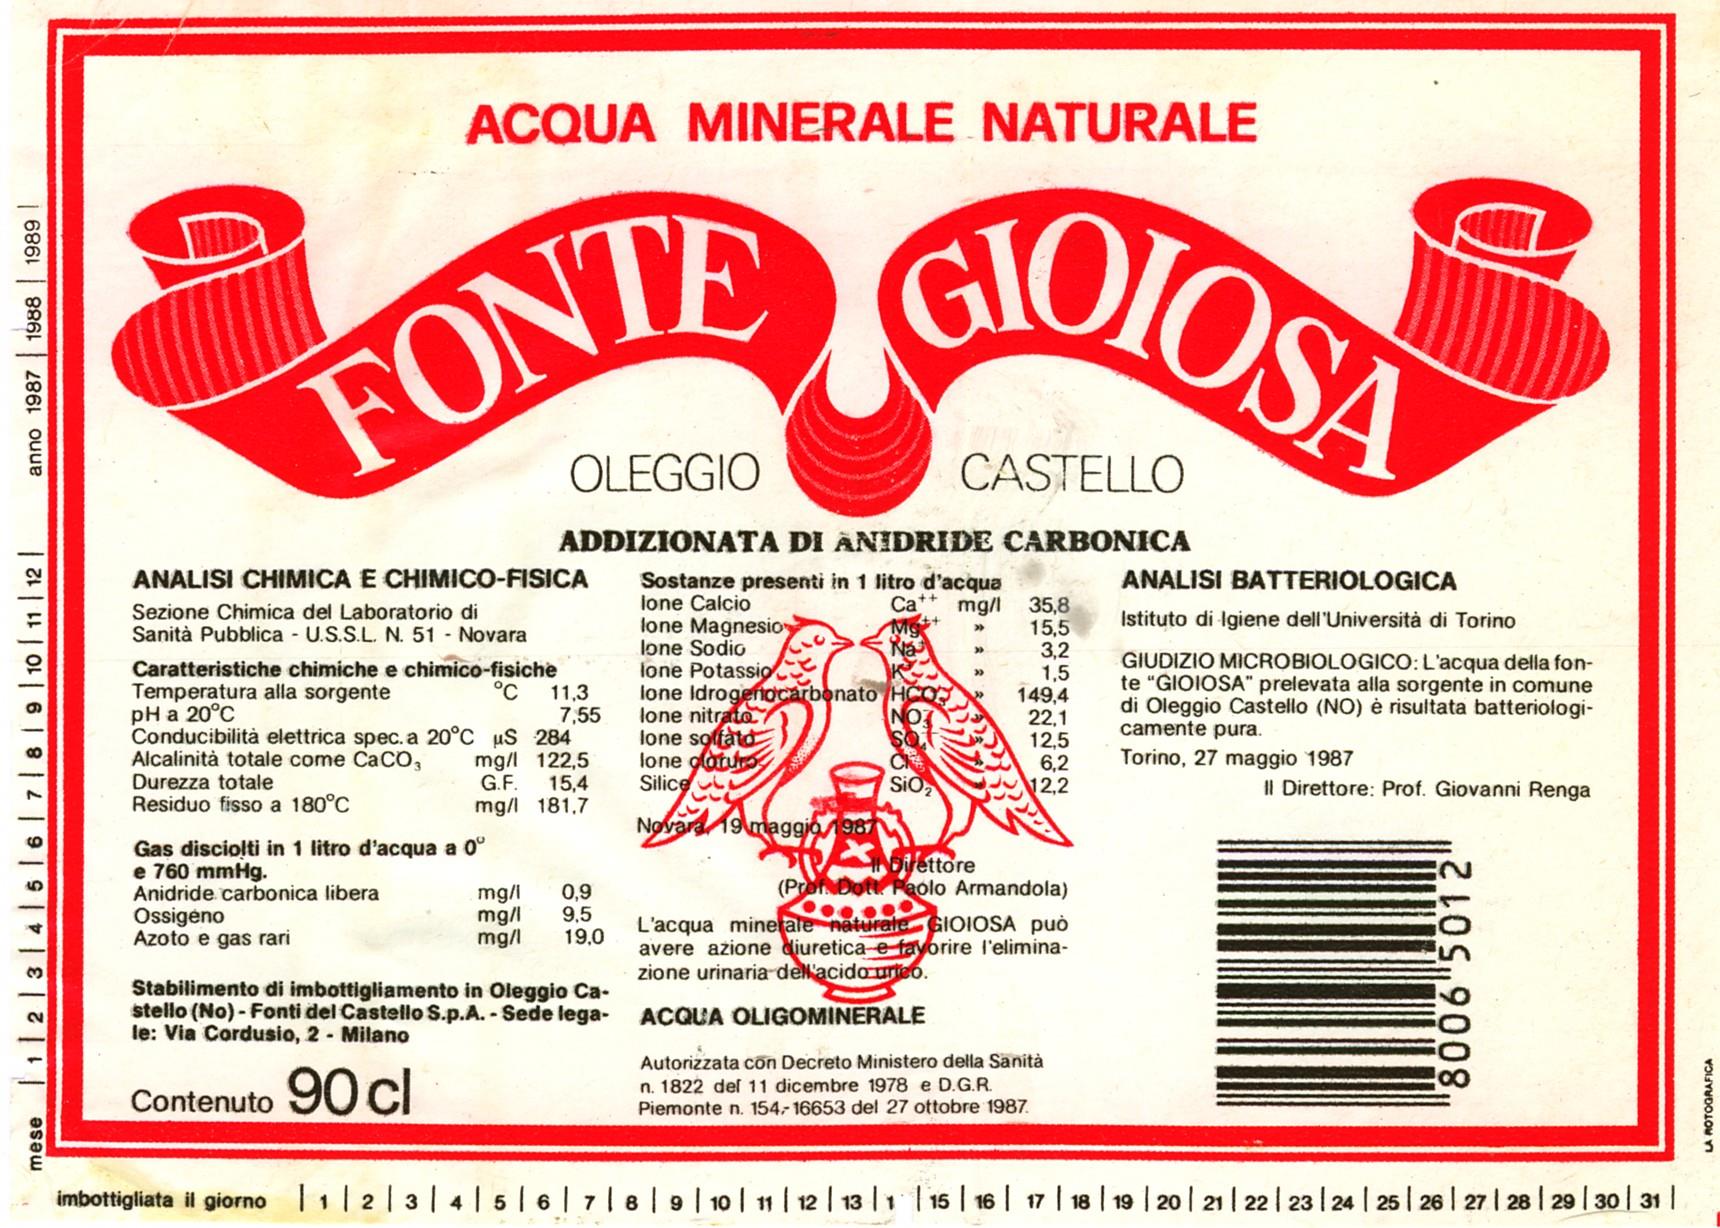 ACQUA MINERALE NATURALE
FONTE GIOIOSA
OLEGGIO CASTELLO
ADDIZIONATA DI ANIDRIDE CARBONICA
ANALISI CHIMICA E CHIMICO-FISICA
Sezione Chimica del Laboratorio di
Sanità Pubblica - U.S.S.L. N. 51 - Novara
Caratteristiche chimiche e chimico-fisiche
Temperatura alla sorgente °C 11,3
pH a 20°C 7,55
Conducibilità elettrica spec. a 20°C µS 284
Alcalinità totale come CaCO₃ mg/l 122,5
Durezza totale G.F. 15,4
Residuo fisso a 180°C mg/l 181,7
Gas disciolti in 1 litro d'acqua a 0°
e 760 mmHg.
Anidride carbonica libera mg/l 0,9
Ossigeno mg/l 9,5
Azoto e gas rari mg/l 19,0
Stabilimento di imbottigliamento in Oleggio Ca-
stello (No) - Fonti del Castello S.p.A. - Sede lega-
le: Via Cordusio, 2 - Milano
Contenuto 90 cl
Sostanze presenti in 1 litro d'acqua
Ione Calcio Ca⁺⁺ mg/l 35,8
Ione Magnesio Mg⁺⁺ » 15,5
Ione Sodio Na⁺ » 3,2
Ione Potassio K » 1,5
Ione Idrogenocarbonato HCO₃ » 149,4
Ione nitrato NO₃ » 22,1
Ione solfato SO₄ » 12,5
Ione cloruro Cl » 6,2
Silice SiO₂ » 12,2
Novara, 19 maggio 1987
Il Direttore
(Prof. Dott. Paolo Armandola)
L'acqua minerale naturale GIOIOSA può
avere azione diuretica e favorire l'elimina-
zione urinaria dell'acido urico.
ACQUA OLIGOMINERALE
Autorizzata con Decreto Ministero della Sanità
n. 1822 del 11 dicembre 1978 e D.G.R.
Piemonte n. 154-16653 del 27 ottobre 1987.
ANALISI BATTERIOLOGICA
Istituto di Igiene dell'Università di Torino
GIUDIZIO MICROBIOLOGICO: L'acqua della fon-
te "GIOIOSA" prelevata alla sorgente in comune
di Oleggio Castello (NO) è risultata batteriologi-
camente pura.
Torino, 27 maggio 1987
Il Direttore: Prof. Giovanni Renga
8006 5012
mese | 1 | 2 | 3 | 4 | 5 | 6 | 7 | 8 | 9 | 10 | 11 | 12 | anno 1987 | 1988 | 1989 |
imbottigliata il giorno | 1 | 2 | 3 | 4 | 5 | 6 | 7 | 8 | 9 | 10 | 11 | 12 | 13 | 1 | 15 | 16 | 17 | 18 | 19 | 20 | 21 | 22 | 23 | 24 | 25 | 26 | 27 | 28 | 29 | 30 | 31 |
LA ROTOGRAFICA